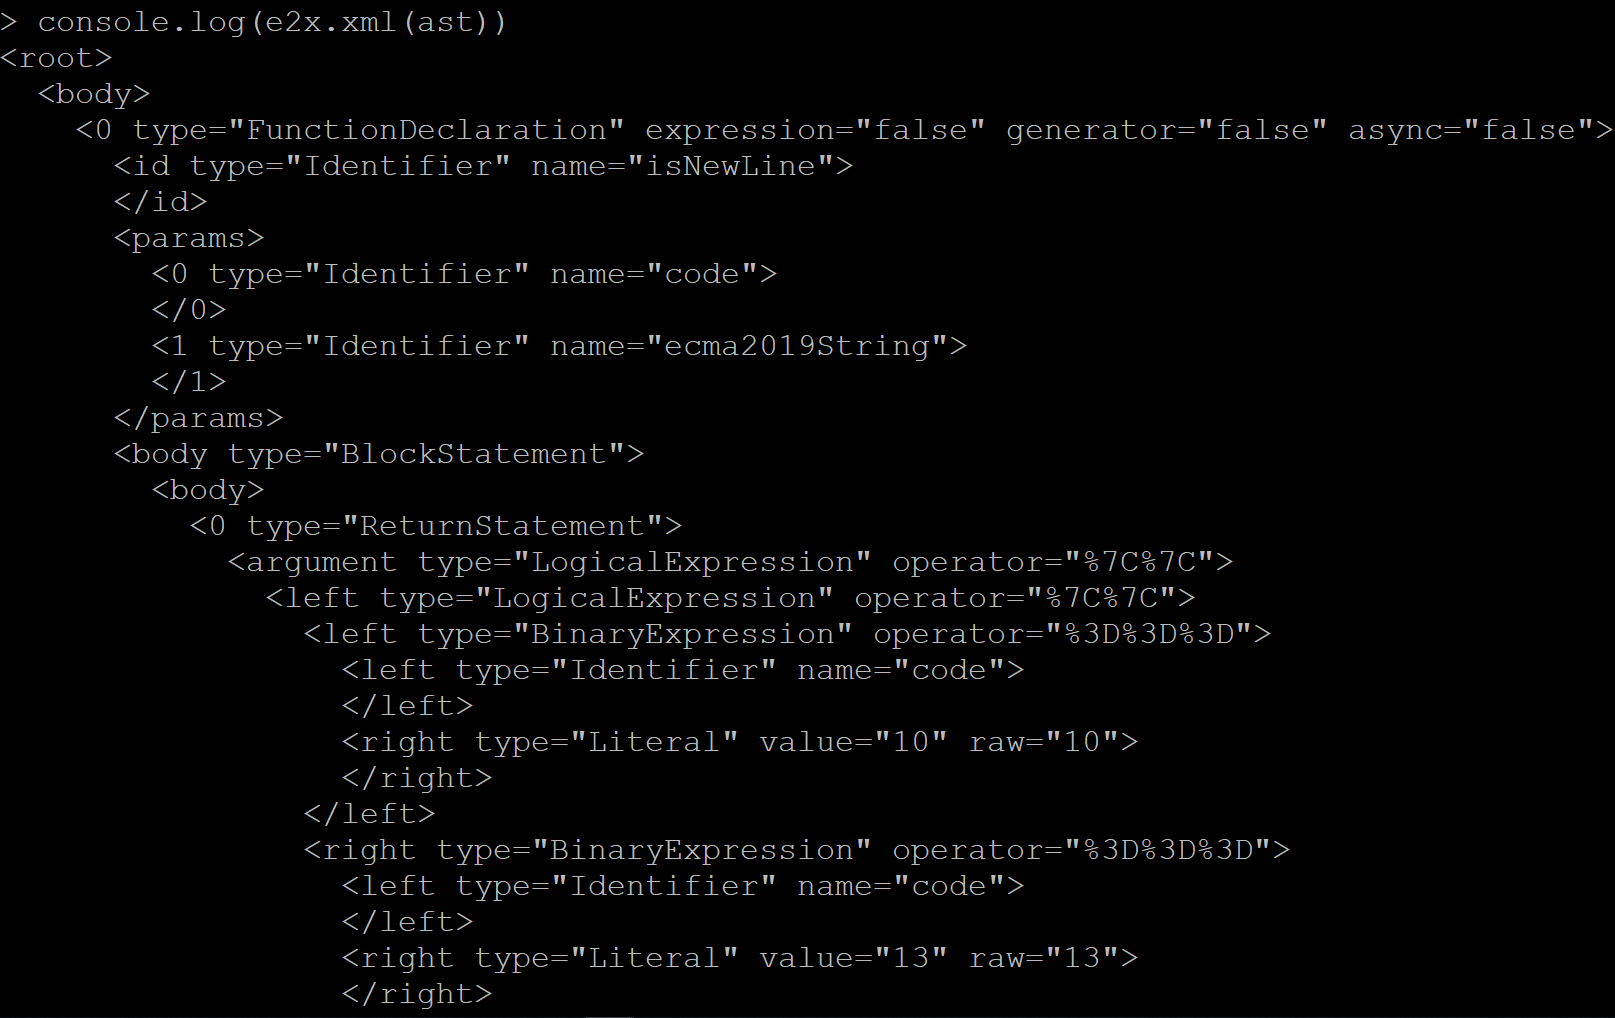 > console.log(e2x.xml(ast))
<root>
  <body>
    <0 type="FunctionDeclaration" expression="false" generator="false" async="false">
      <id type="Identifier" name="isNewLine">
      </id>
      <params>
        <0 type="Identifier" name="code">
        </0>
        <1 type="Identifier" name="ecma2019String">
        </1>
      </params>
      <body type="BlockStatement">
        <body>
          <0 type="ReturnStatement">
            <argument type="LogicalExpression" operator="%7C%7C">
              <left type="LogicalExpression" operator="%7C%7C">
                <left type="BinaryExpression" operator="%3D%3D%3D">
                  <left type="Identifier" name="code">
                  </left>
                  <right type="Literal" value="10" raw="10">
                  </right>
                </left>
                <right type="BinaryExpression" operator="%3D%3D%3D">
                  <left type="Identifier" name="code">
                  </left>
                  <right type="Literal" value="13" raw="13">
                  </right>